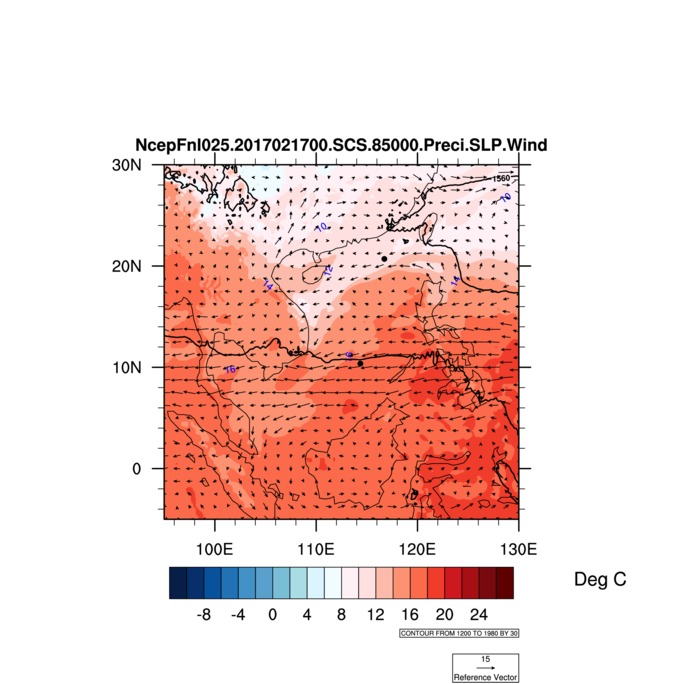 NcepFnl025.2017021700.SCS.85000.Preci.SLP.Wind
30N
1560
10
10
20N
12
14
14
10N
16
0
100E 110E 120E 130E
-8 -4 0 4 8 12 16 20 24
Deg C
CONTOUR FROM 1200 TO 1980 BY 30
15
Reference Vector